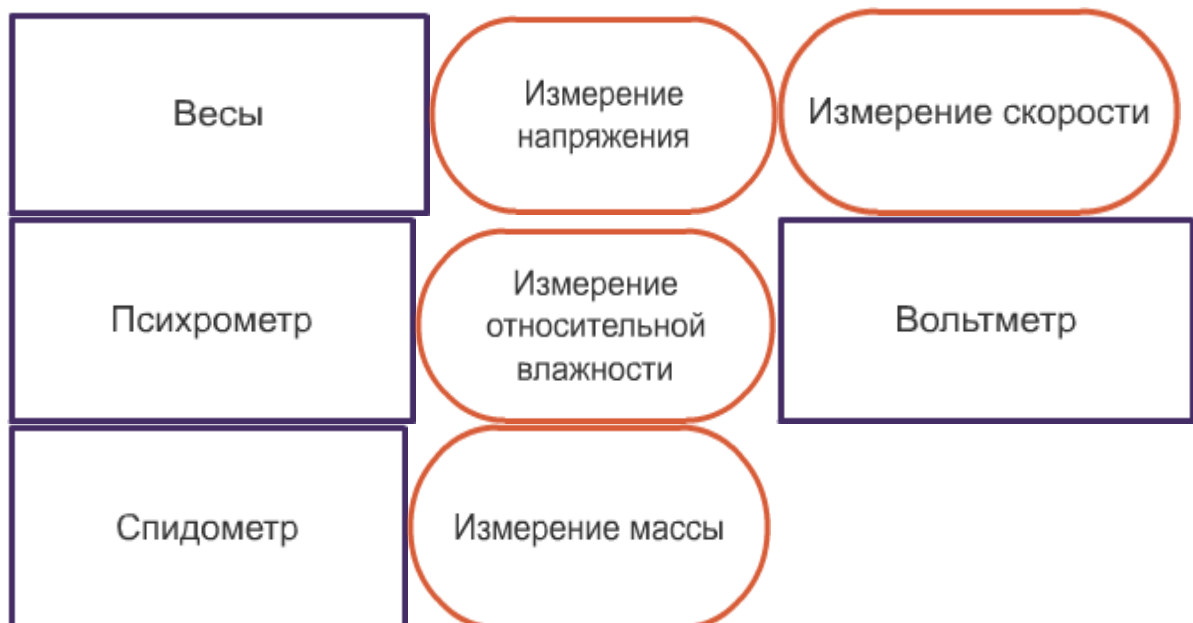 Весы
Измерение
напряжения
Измерение скорости
Психрометр
Измерение
относительной
влажности
Вольтметр
Спидометр
Измерение массы